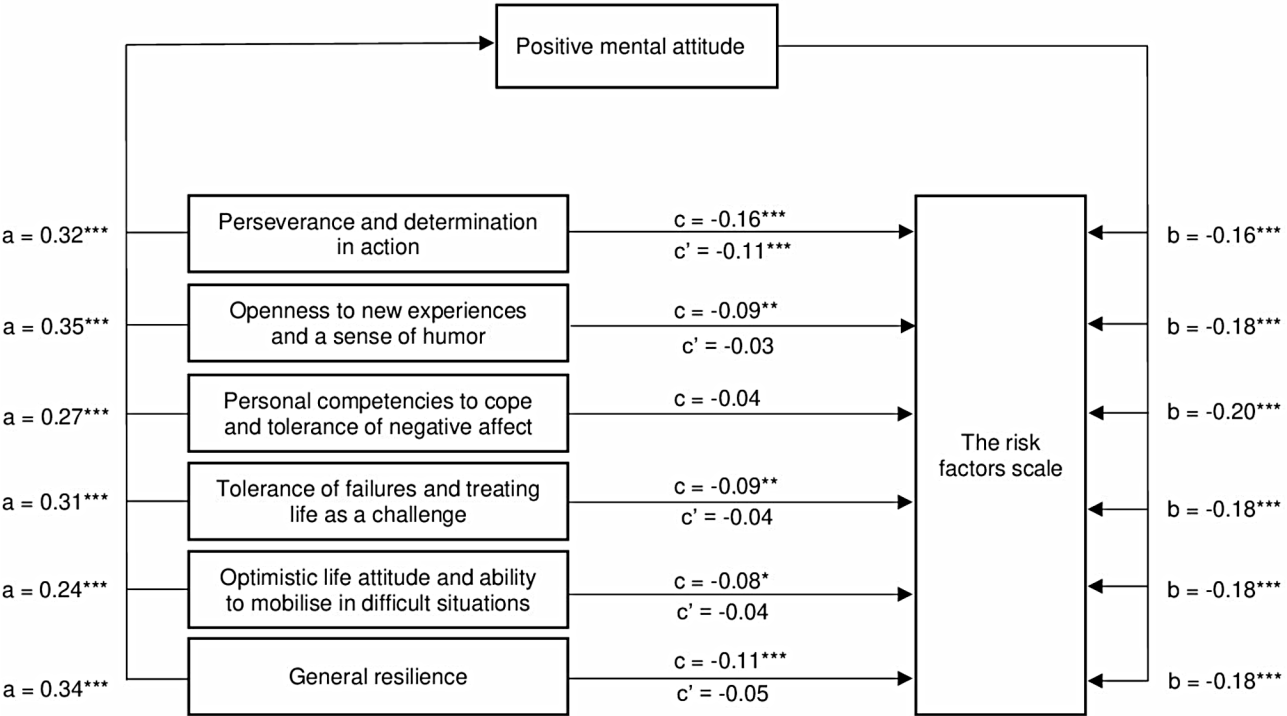 Positive mental attitude
a = 0.32***
Perseverance and determination
in action
c = -0.16***
c' = -0.11***
b = -0.16***
a = 0.35***
Openness to new experiences
and a sense of humor
c = -0.09**
c' = -0.03
b = -0.18***
a = 0.27***
Personal competencies to cope
and tolerance of negative affect
c = -0.04
b = -0.20***
The risk
factors scale
a = 0.31***
Tolerance of failures and treating
life as a challenge
c = -0.09**
c' = -0.04
b = -0.18***
a = 0.24***
Optimistic life attitude and ability
to mobilise in difficult situations
c = -0.08*
c' = -0.04
b = -0.18***
a = 0.34***
General resilience
c = -0.11***
c' = -0.05
b = -0.18***